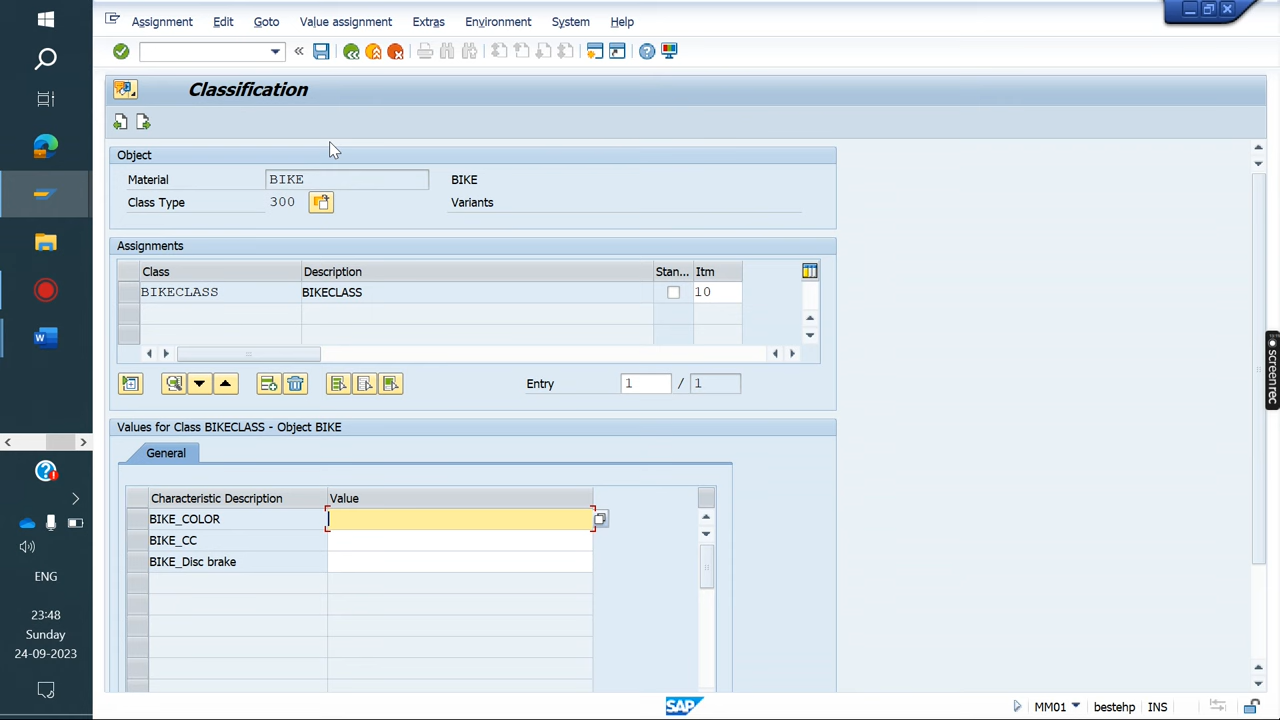 Assignment Edit Goto Value assignment Extras Environment System Help
Classification
Object
Material BIKE BIKE
Class Type 300 Variants
Assignments
Class Description Stan... Itm
BIKECLASS BIKECLASS 10
Entry 1 / 1
Values for Class BIKECLASS - Object BIKE
General
Characteristic Description Value
BIKE_COLOR
BIKE_CC
BIKE_Disc brake
ENG
23:48
Sunday
24-09-2023
screenrec
SAP MM01 bestehp INS